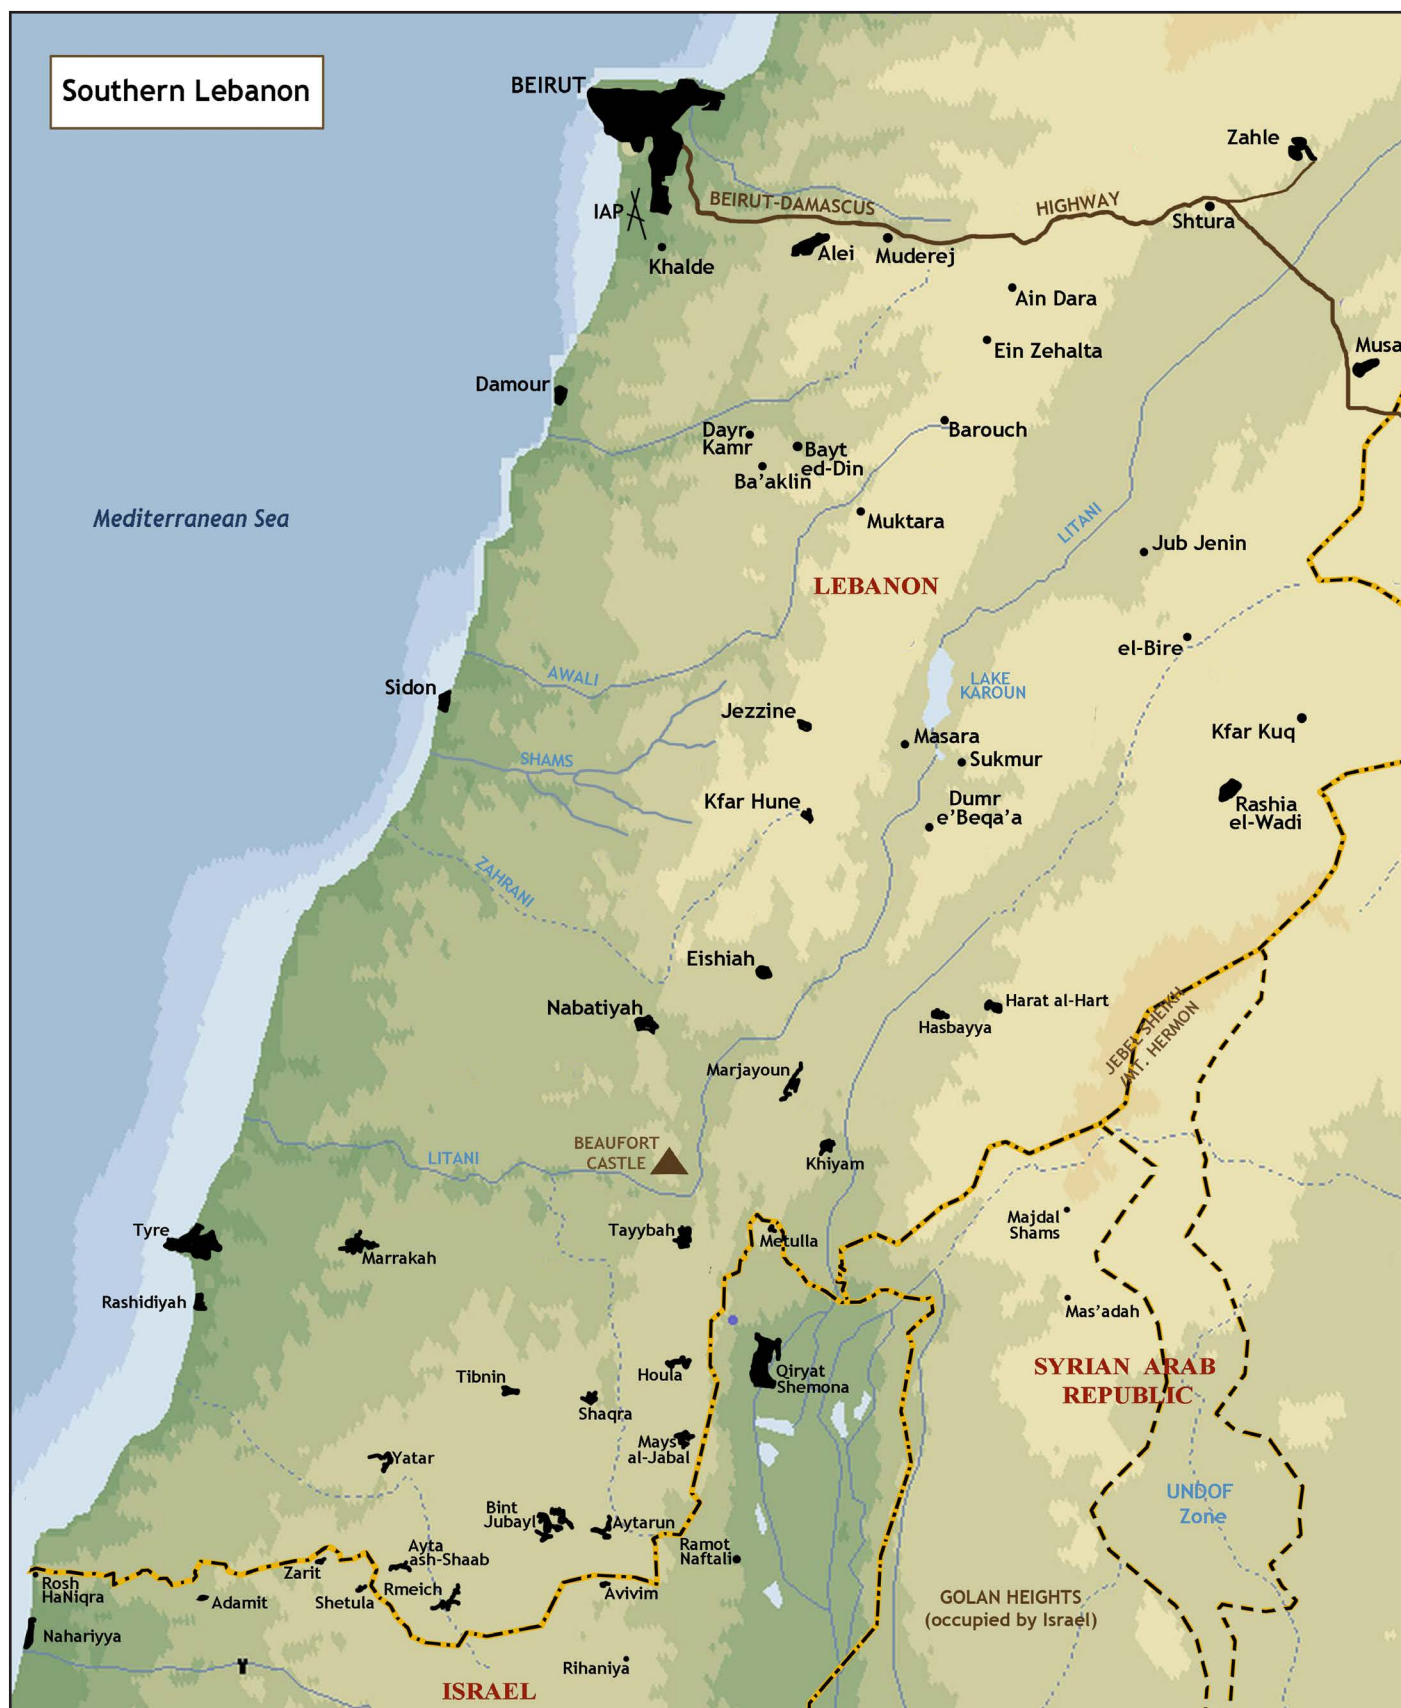 Southern Lebanon
BEIRUT
Zahle
IAP
BEIRUT-DAMASCUS
HIGHWAY
Shtura
Khalde
Alei
Muderej
Ain Dara
Ein Zehalta
Musa
Damour
Dayr
Kamr
Bayt
ed-Din
Ba'aklin
Barouch
Mediterranean Sea
Muktara
LITANI
Jub Jenin
LEBANON
el-Bire
AWALI
LAKE
KAROUN
Sidon
Jezzine
Masara
Kfar Kuq
SHAMS
Sukmur
Kfar Hune
Dumr
e'Beqa'a
Rashia
el-Wadi
ZAHRANI
Eishiah
Nabatiyah
Harat al-Hart
Hasbayya
JEBEL SHEIKH
/MT. HERMON
Marjayoun
BEAUFORT
CASTLE
LITANI
Khiyam
Tyre
Marrakah
Tayybah
Metulla
Majdal
Shams
Rashidiyah
Mas'adah
Tibnin
Houla
Qiryat
Shemona
SYRIAN ARAB
REPUBLIC
Shaqra
Yatar
Mays
al-Jabal
UNDOF
Zone
Bint
Jubayl
Aytarun
Ayta
ash-Shaab
Ramot
Naftali
Zarit
Rosh
HaNiqra
Adamit
Shetula
Rmeich
Avivim
GOLAN HEIGHTS
(occupied by Israel)
Nahariyya
Rihaniya
ISRAEL